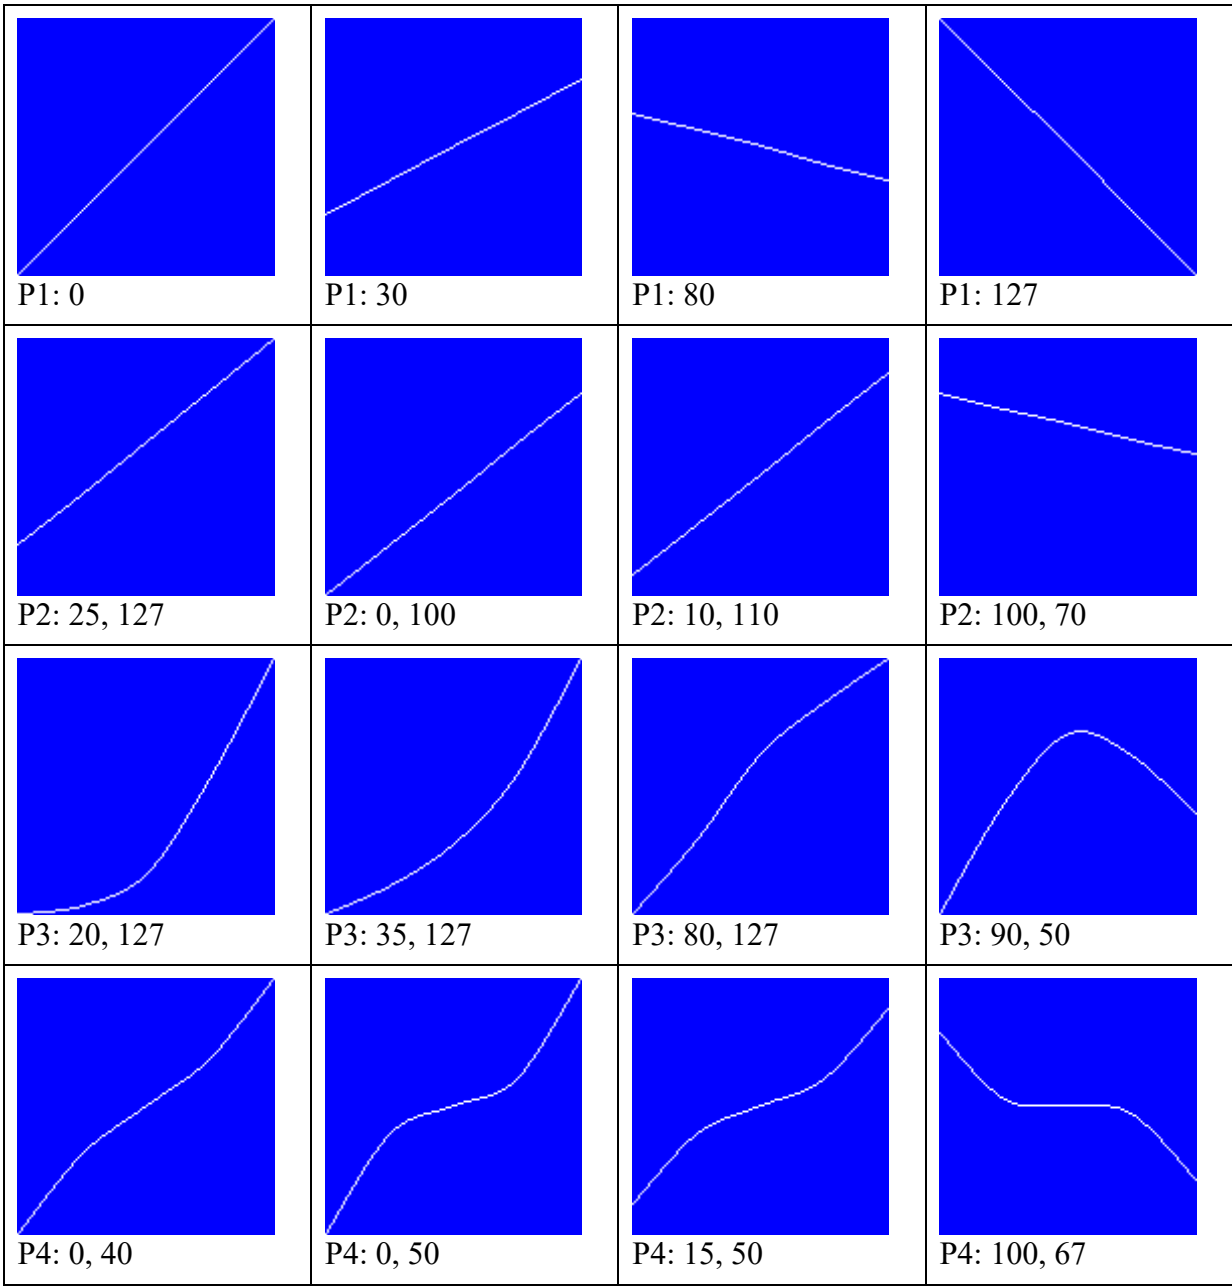 P1: 0
P1: 30
P1: 80
P1: 127
P2: 25, 127
P2: 0, 100
P2: 10, 110
P2: 100, 70
P3: 20, 127
P3: 35, 127
P3: 80, 127
P3: 90, 50
P4: 0, 40
P4: 0, 50
P4: 15, 50
P4: 100, 67